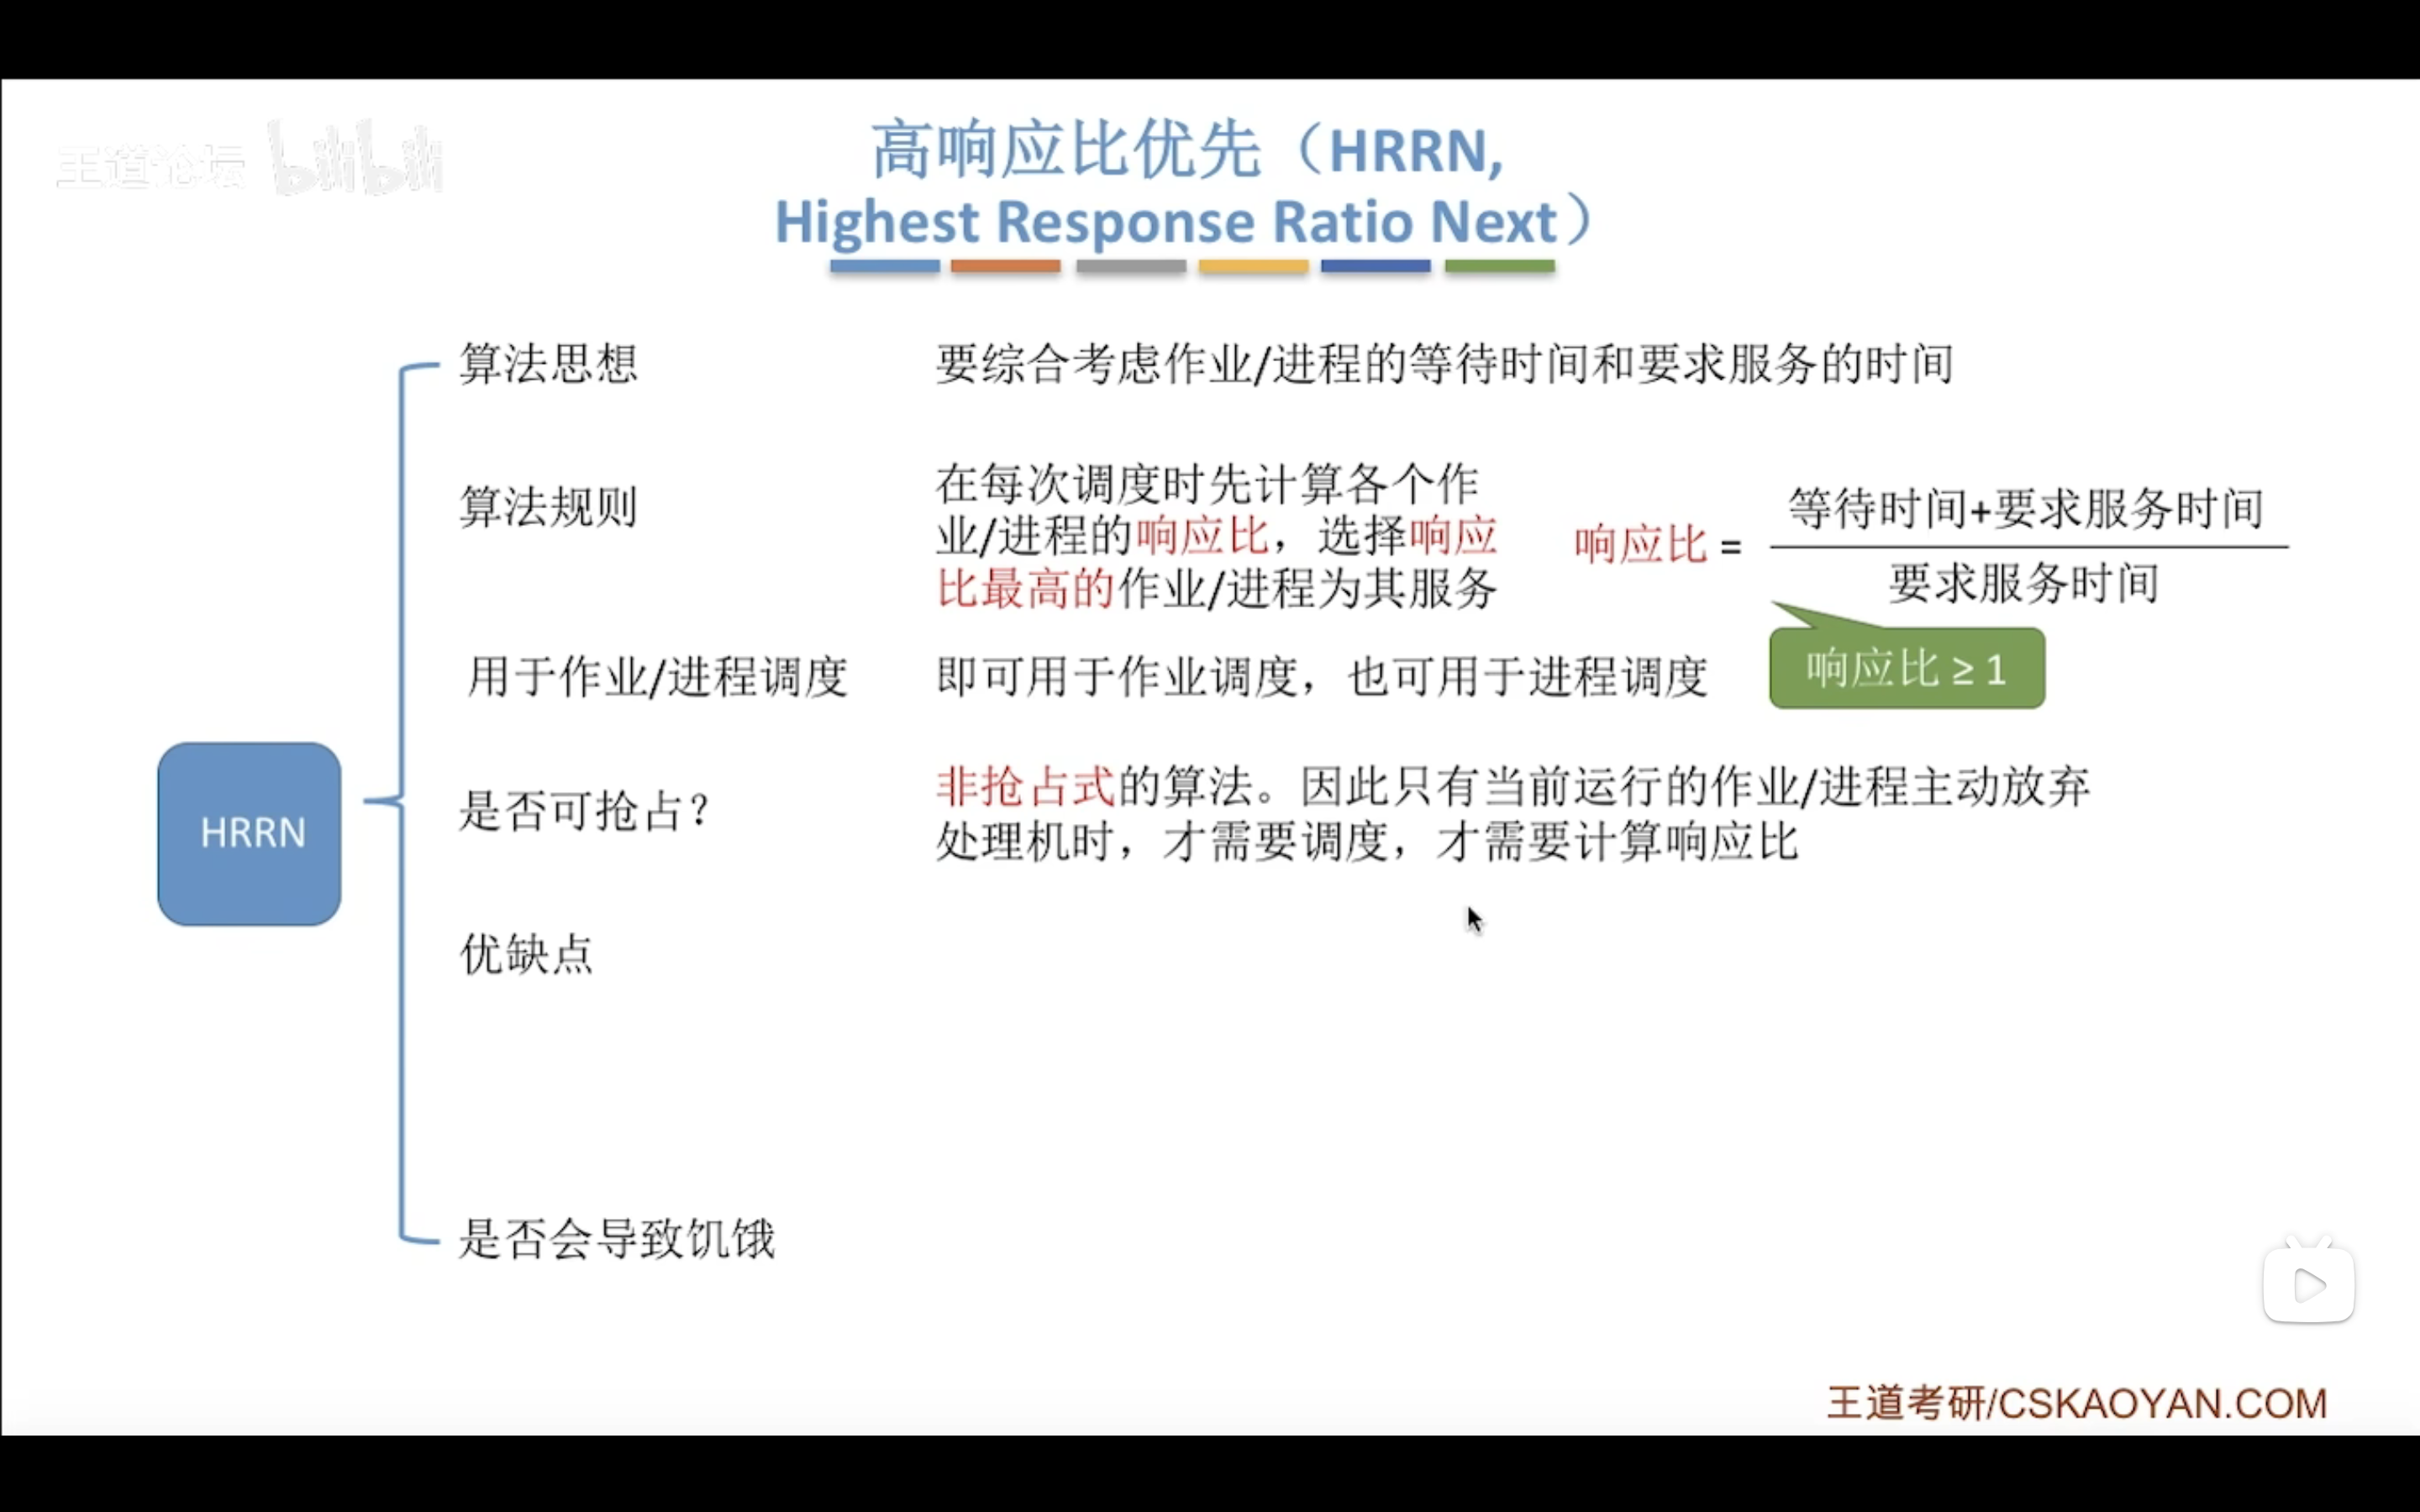 王道论坛 bilibili
高响应比优先（HRRN,
Highest Response Ratio Next）
算法思想
要综合考虑作业/进程的等待时间和要求服务的时间
算法规则
在每次调度时先计算各个作
业/进程的响应比，选择响应
比最高的作业/进程为其服务
响应比 =
等待时间+要求服务时间
要求服务时间
响应比 ≥ 1
用于作业/进程调度
即可用于作业调度，也可用于进程调度
HRRN
是否可抢占？
非抢占式的算法。因此只有当前运行的作业/进程主动放弃
处理机时，才需要调度，才需要计算响应比
优缺点
是否会导致饥饿
王道考研/CSKAOYAN.COM